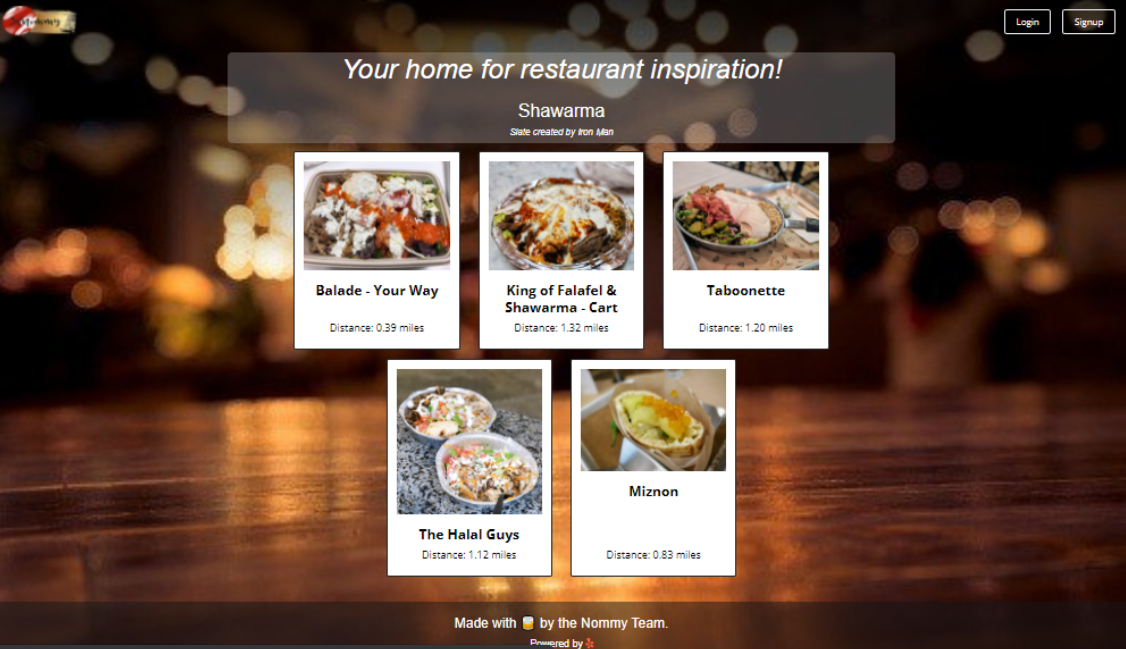 Nommy
Login
Signup
Your home for restaurant inspiration!
Shawarma
Slate created by Iron Man
Balade - Your Way
Distance: 0.39 miles
King of Falafel &
Shawarma - Cart
Distance: 1.32 miles
Taboonette
Distance: 1.20 miles
The Halal Guys
Distance: 1.12 miles
Miznon
Distance: 0.83 miles
Made with 🍺 by the Nommy Team.
Powered by